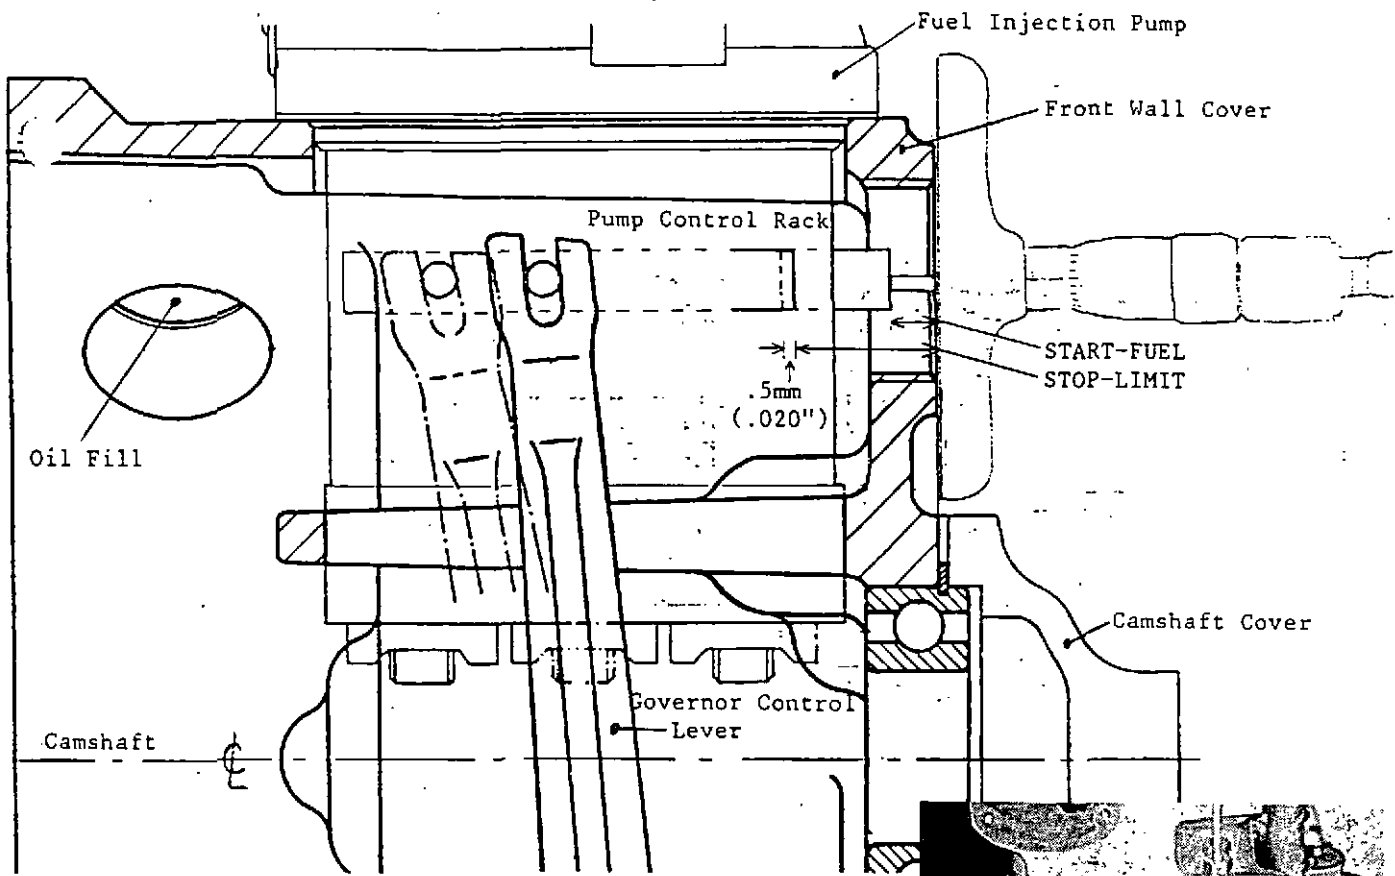 Fuel Injection Pump
Front Wall Cover
Pump Control Rack
START-FUEL
STOP-LIMIT
.5mm
(.020")
Oil Fill
Camshaft Cover
Governor Control
Lever
Camshaft